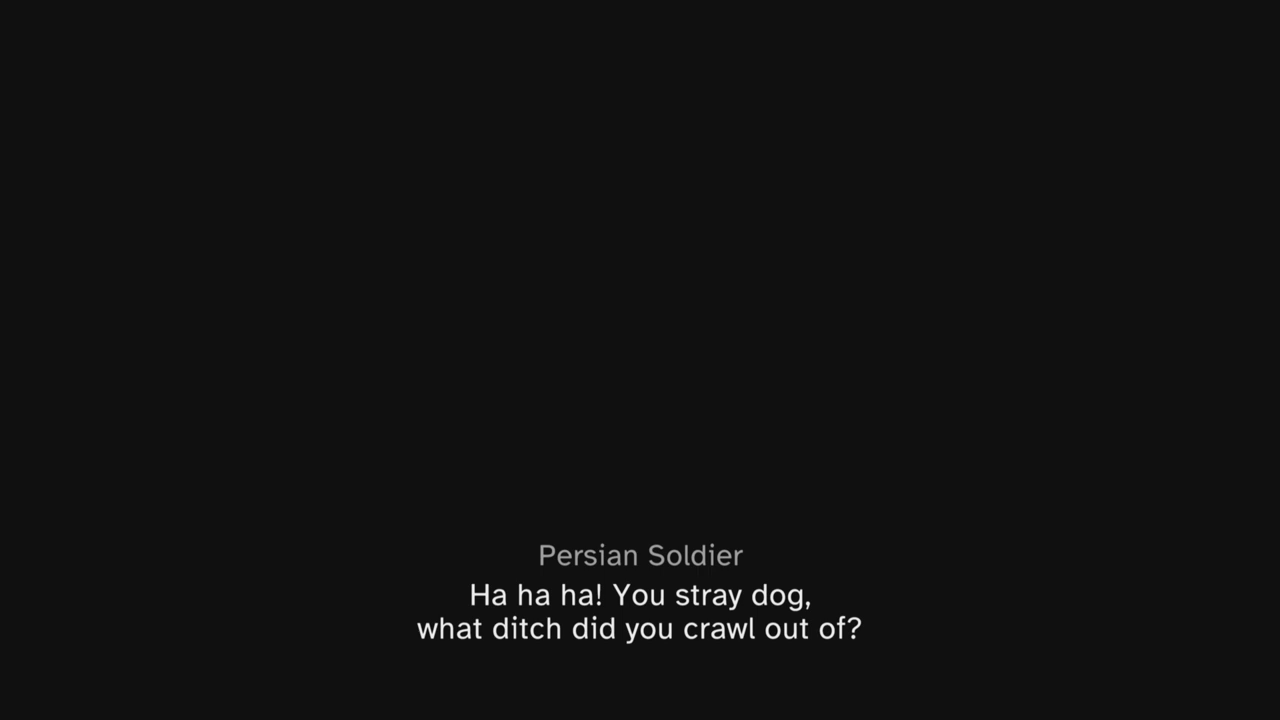 Persian Soldier
Ha ha ha! You stray dog,
what ditch did you crawl out of?